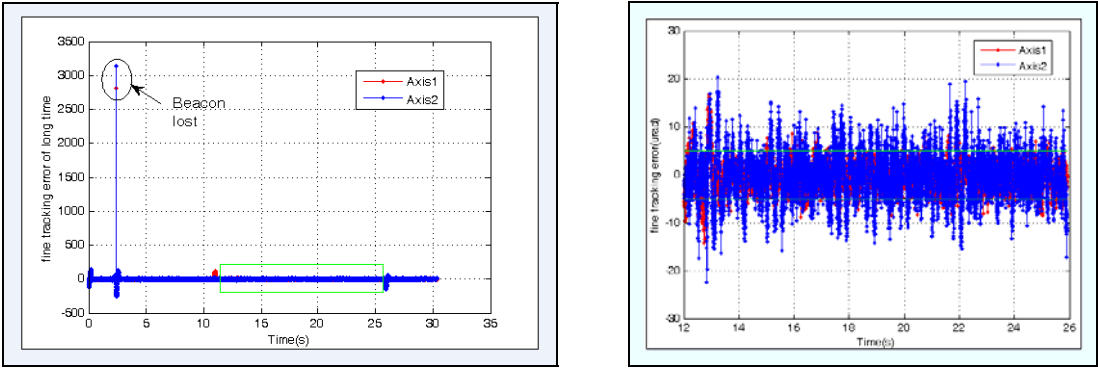 3500
3000
2500
2000
1500
1000
500
0
-500
fine tracking error of long time
0 5 10 15 20 25 30 35
Time(s)
Beacon
lost
Axis1
Axis2
30
20
10
0
-10
-20
-30
fine tracking error(urad)
12 14 16 18 20 22 24 26
Time(s)
Axis1
Axis2